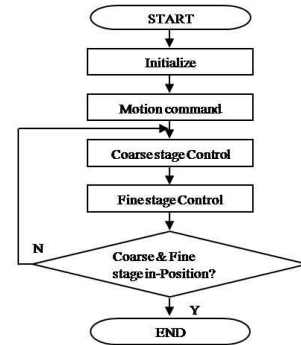 START
Initialize
Motion command
Coarse stage Control
Fine stage Control
N
Coarse & Fine
stage in-Position?
Y
END